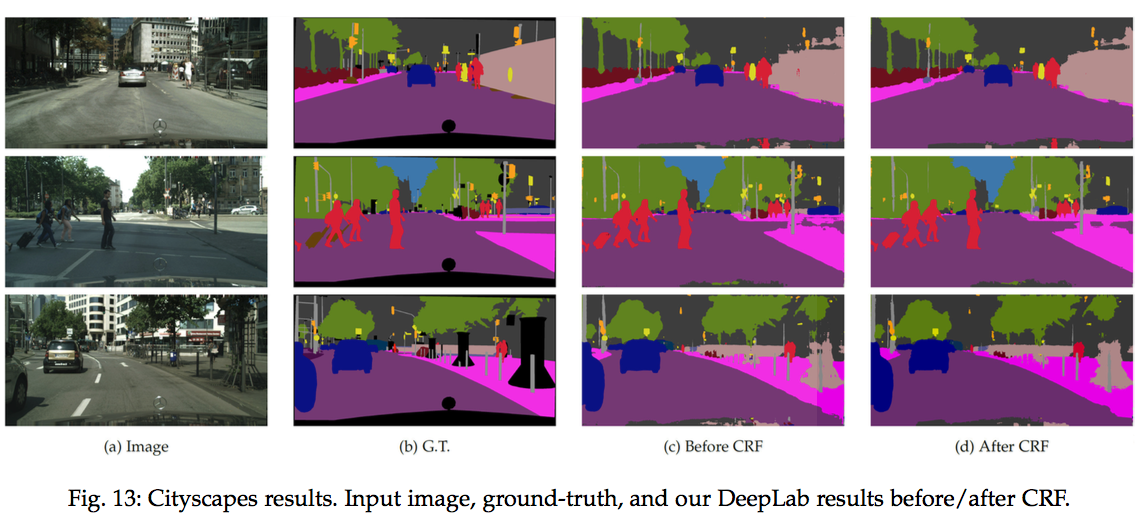 (a) Image
(b) G.T.
(c) Before CRF
(d) After CRF
Fig. 13: Cityscapes results. Input image, ground-truth, and our DeepLab results before/after CRF.